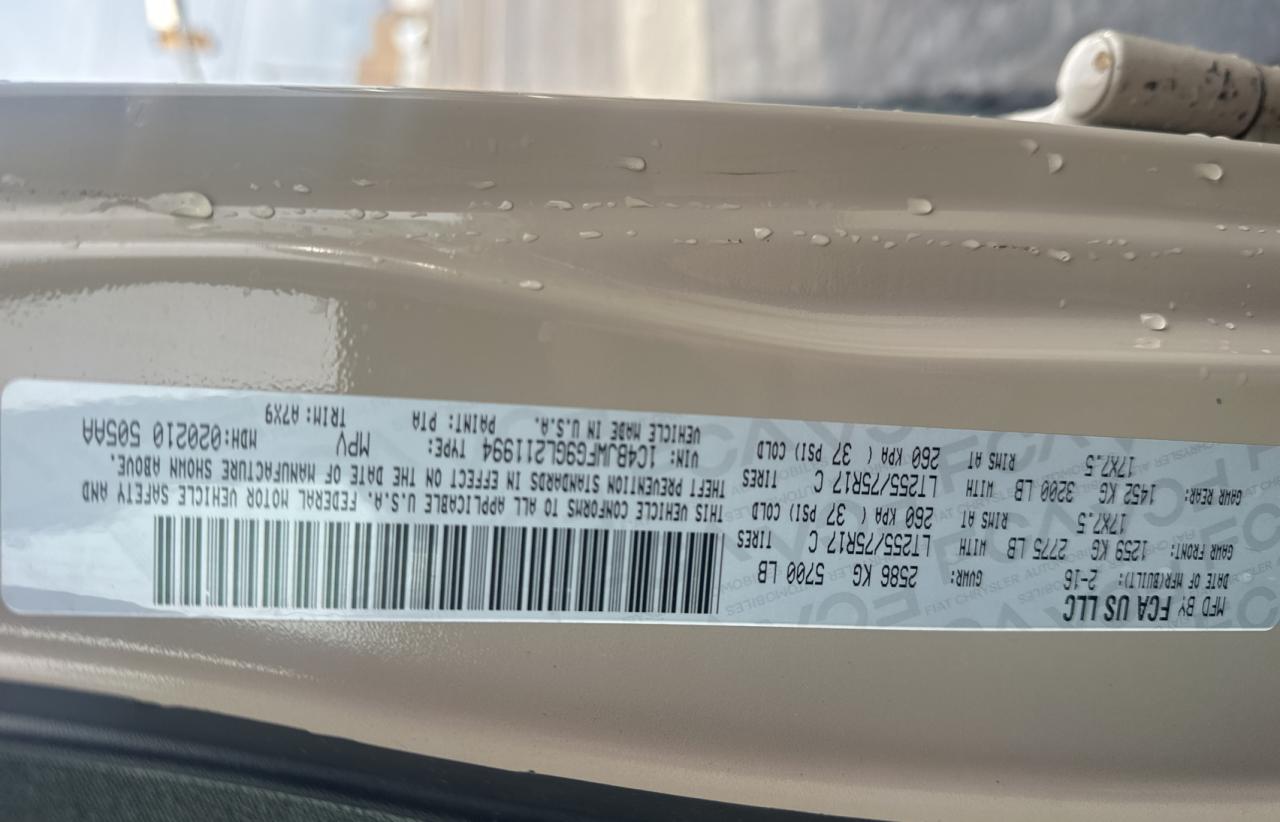 MFD BY: FCA US LLC
DATE OF MFR(BUILT): 2-16 GVWR: 2586 KG 5700 LB
GAWR FRONT: 1259 KG 2775 LB WITH LT255/75R17 C TIRES
17X7.5 RIMS AT 260 KPA ( 37 PSI) COLD
GAWR REAR: 1452 KG 3200 LB WITH LT255/75R17 C TIRES
17X7.5 RIMS AT 260 KPA ( 37 PSI) COLD
THIS VEHICLE CONFORMS TO ALL APPLICABLE U.S.A. FEDERAL MOTOR VEHICLE SAFETY AND
THEFT PREVENTION STANDARDS IN EFFECT ON THE DATE OF MANUFACTURE SHOWN ABOVE.
VIN: 1C4BJWFG9GL211994 TYPE: MPV MDH:020210 505AA
VEHICLE MADE IN U.S.A. PAINT: PTA TRIM: A7X9